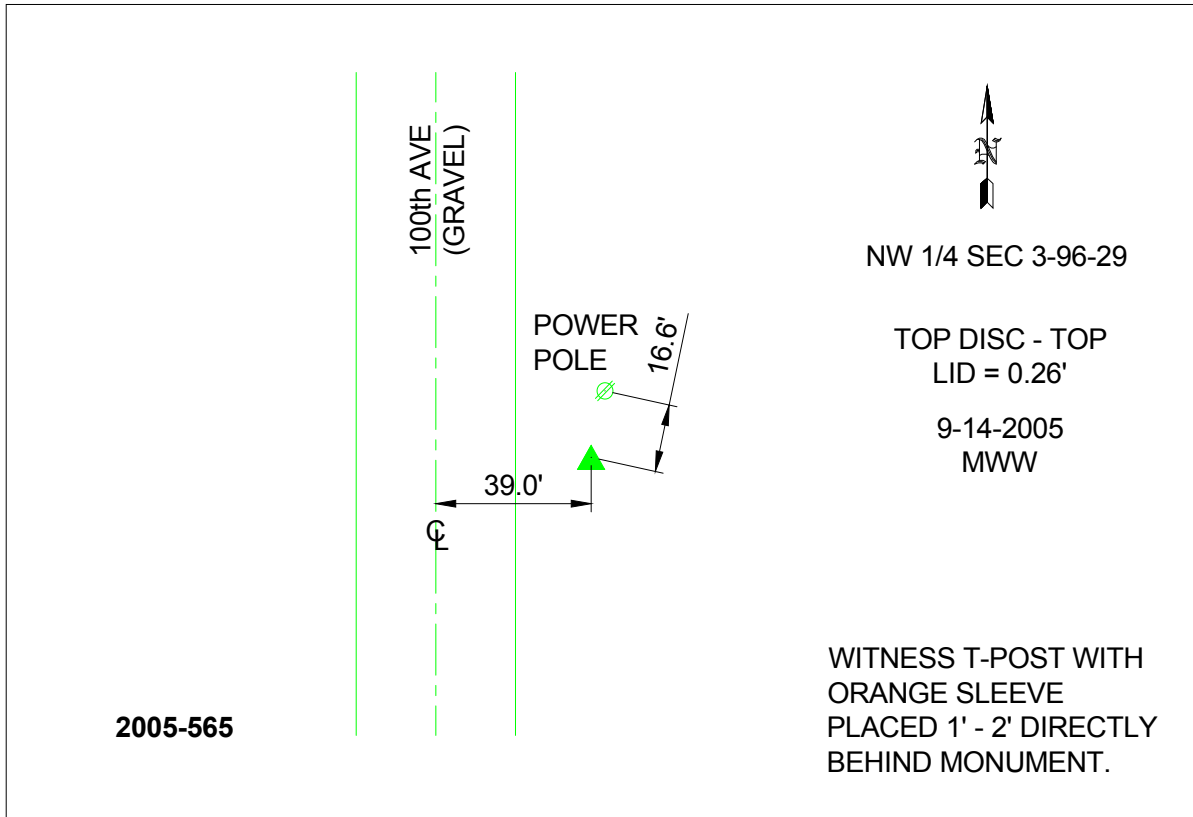 100th AVE
(GRAVEL)
N
NW 1/4 SEC 3-96-29
POWER
POLE
16.6'
TOP DISC - TOP
LID = 0.26'
9-14-2005
MWW
39.0'
CL
WITNESS T-POST WITH
ORANGE SLEEVE
PLACED 1' - 2' DIRECTLY
BEHIND MONUMENT.
2005-565